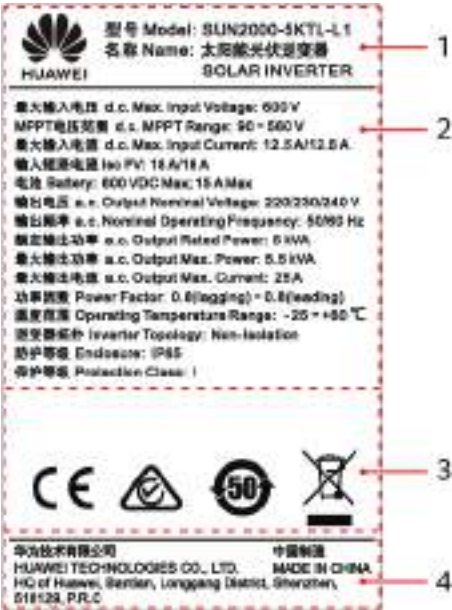 HUAWEI
型号 Model: SUN2000-5KTL-L1
名称 Name: 太阳能光伏逆变器
SOLAR INVERTER
1
最大输入电压 d.c. Max. Input Voltage: 600 V
MPPT电压范围 d.c. MPPT Range: 90 ~ 560 V
2
最大输入电流 d.c. Max. Input Current: 12.5 A/12.5 A
输入短路电流 Isc PV: 18 A/18 A
电池 Battery: 600 VDC Max; 15 A Max
输出电压 a.c. Output Nominal Voltage: 220/230/240 V
输出频率 a.c. Nominal Operating Frequency: 50/60 Hz
额定输出功率 a.c. Output Rated Power: 5 kVA
最大输出功率 a.c. Output Max. Power: 5.5 kVA
最大输出电流 a.c. Output Max. Current: 25 A
功率因数 Power Factor: 0.8(lagging) ~ 0.8(leading)
温度范围 Operating Temperature Range: -25 ~ +60 ℃
逆变器拓扑 Inverter Topology: Non-isolation
防护等级 Enclosure: IP65
保护等级 Protection Class: I
CE
50
3
华为技术有限公司 中国制造
HUAWEI TECHNOLOGIES CO., LTD. MADE IN CHINA
HQ of Huawei, Bantian, Longgang District, Shenzhen,
518129, P.R.C
4